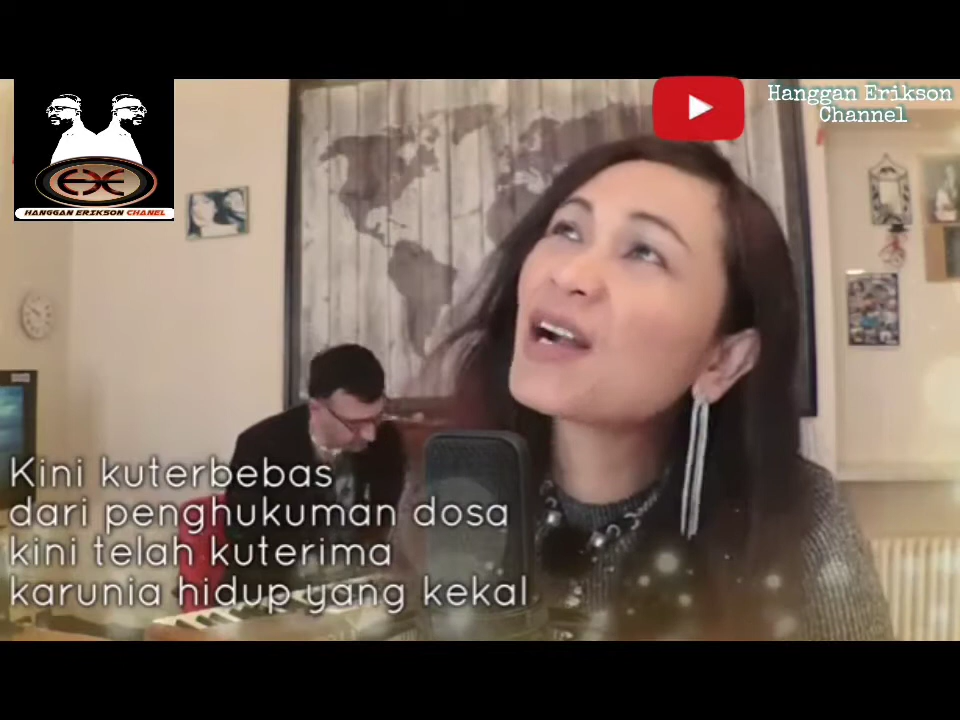 Hanggan Erikson
Channel
HANGGAN ERIKSON CHANEL
Kini kuterbebas
dari penghukuman dosa
kini telah kuterima
karunia hidup yang kekal